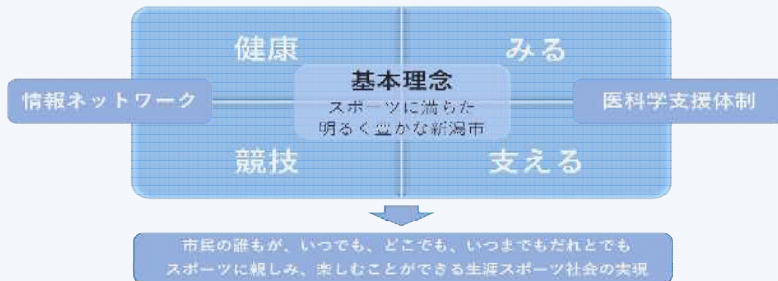 健康
みる
情報ネットワーク
基本理念
スポーツに満ちた
明るく豊かな新潟市
医科学支援体制
競技
支える
市民の誰もが、いつでも、どこでも、いつまでもだれとでも
スポーツに親しみ、楽しむことができる生涯スポーツ社会の実現